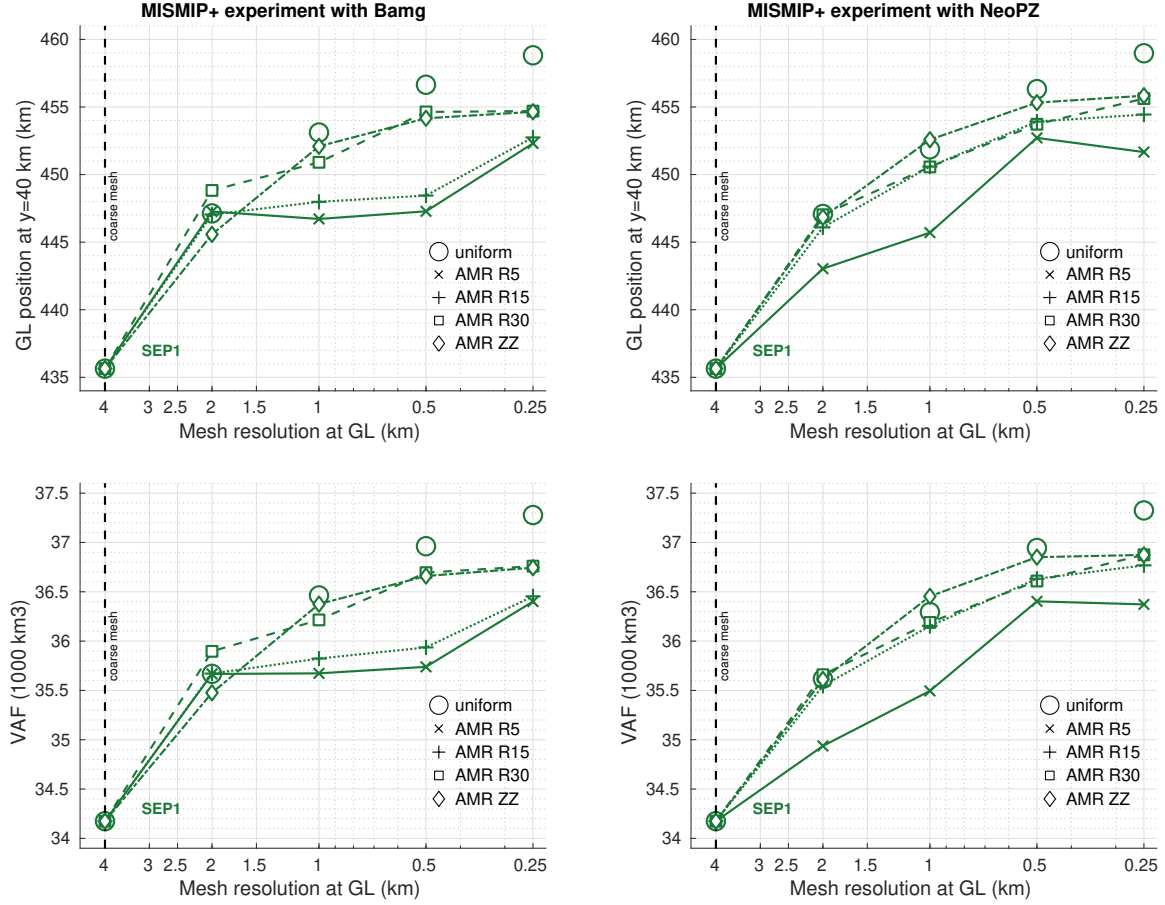 MISMIP+ experiment with Bamg
460
455
450
445
440
435
GL position at y=40 km (km)
coarse mesh
SEP1
uniform
AMR R5
AMR R15
AMR R30
AMR ZZ
4 3 2.5 2 1.5 1 0.5 0.25
Mesh resolution at GL (km)
MISMIP+ experiment with NeoPZ
460
455
450
445
440
435
GL position at y=40 km (km)
coarse mesh
SEP1
uniform
AMR R5
AMR R15
AMR R30
AMR ZZ
4 3 2.5 2 1.5 1 0.5 0.25
Mesh resolution at GL (km)
37.5
37
36.5
36
35.5
35
34.5
34
VAF (1000 km3)
coarse mesh
SEP1
uniform
AMR R5
AMR R15
AMR R30
AMR ZZ
4 3 2.5 2 1.5 1 0.5 0.25
Mesh resolution at GL (km)
37.5
37
36.5
36
35.5
35
34.5
34
VAF (1000 km3)
coarse mesh
SEP1
uniform
AMR R5
AMR R15
AMR R30
AMR ZZ
4 3 2.5 2 1.5 1 0.5 0.25
Mesh resolution at GL (km)